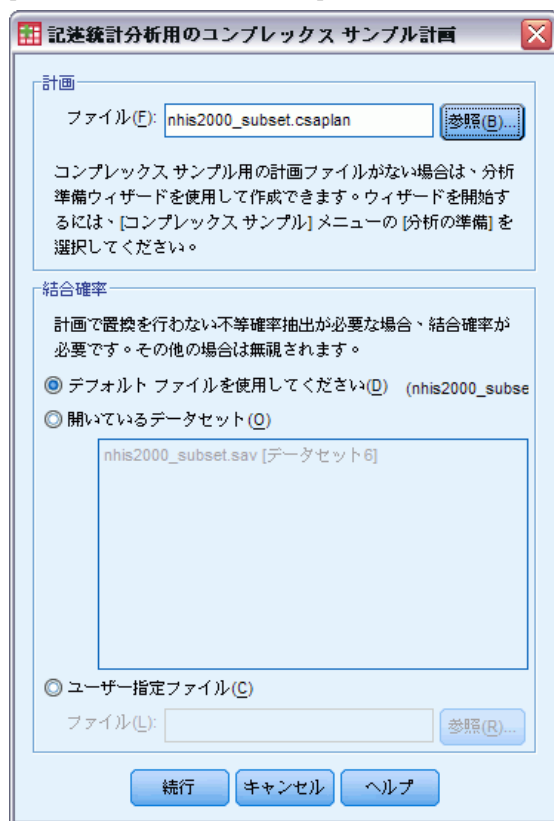 記述統計分析用のコンプレックス サンプル計画
計画
ファイル(F): nhis2000_subset.csaplan 参照(B)...
コンプレックス サンプル用の計画ファイルがない場合は、分析
準備ウィザードを使用して作成できます。ウィザードを開始す
るには、[コンプレックス サンプル] メニューの [分析の準備] を
選択してください。
結合確率
計画で置換を行わない不等確率抽出が必要な場合、結合確率が
必要です。その他の場合は無視されます。
デフォルト ファイルを使用してください(D) (nhis2000_subse
開いているデータセット(O)
nhis2000_subset.sav [データセット6]
ユーザー指定ファイル(C)
ファイル(L): 参照(R)...
続行 キャンセル ヘルプ